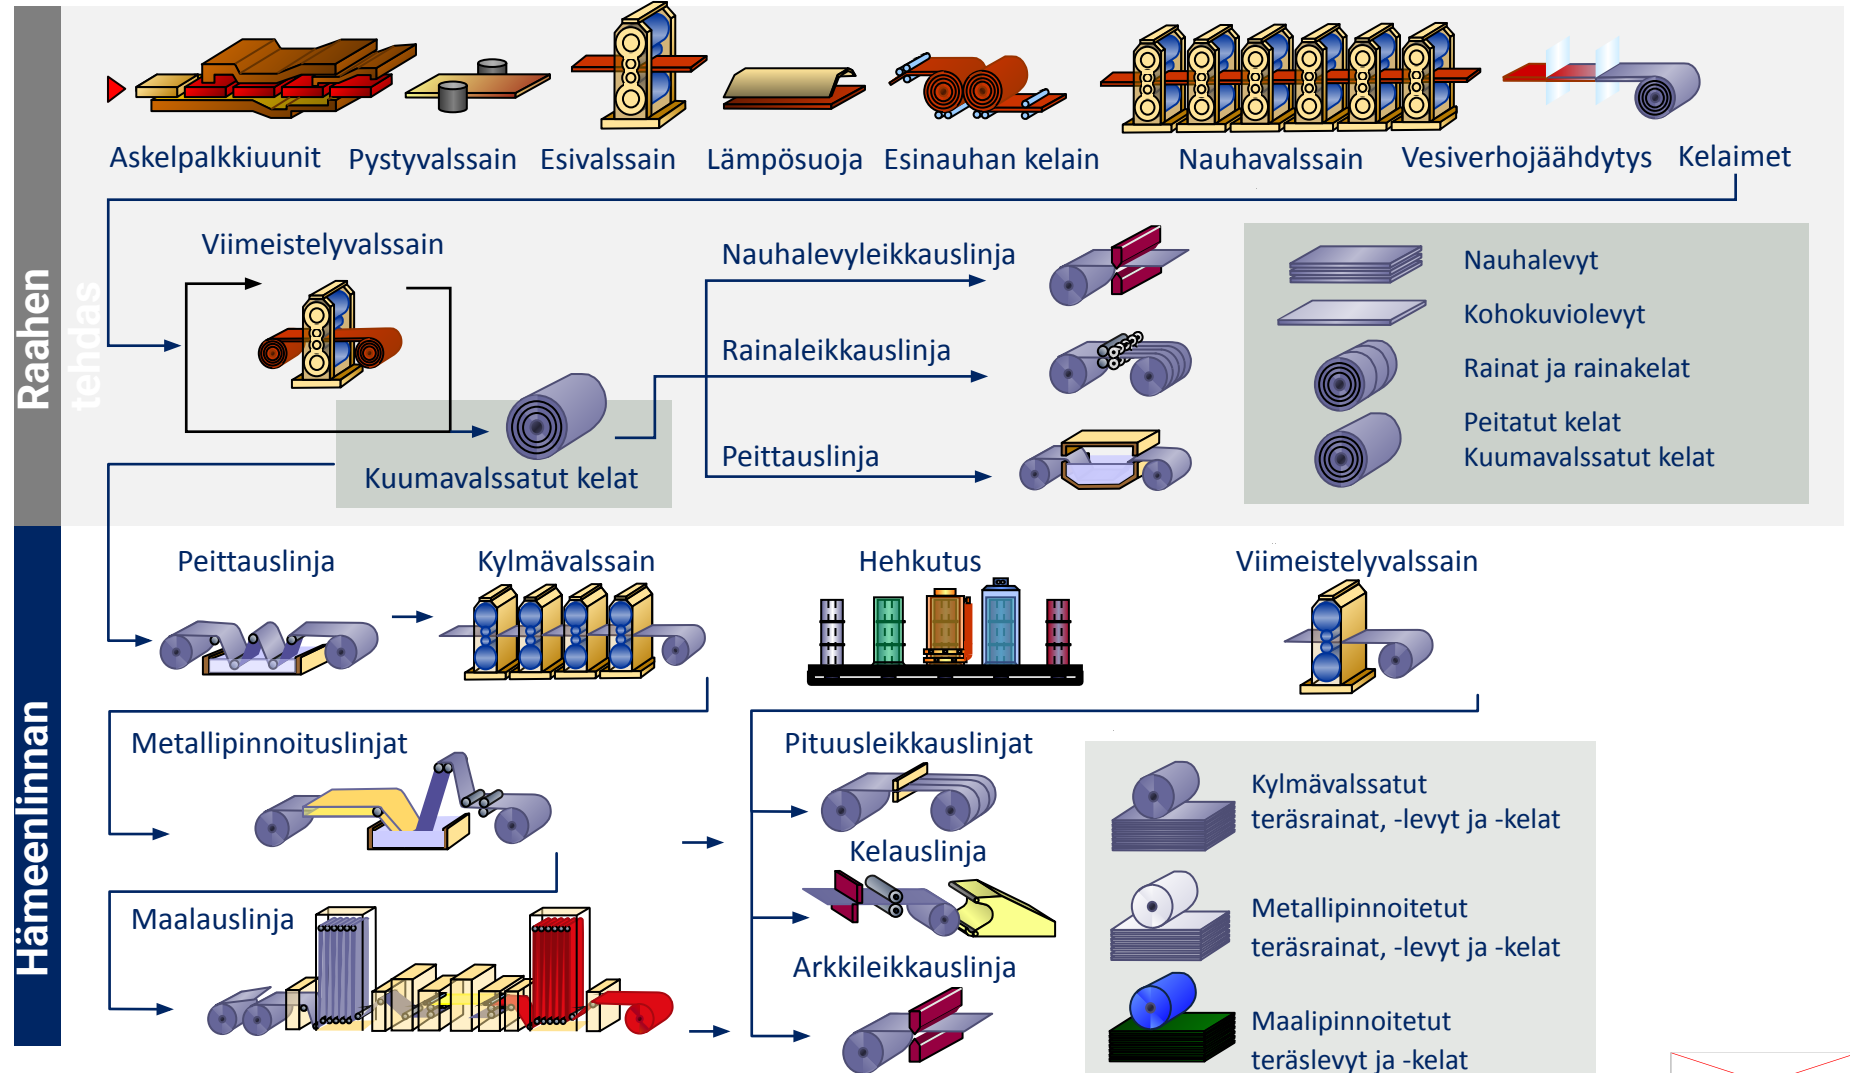 Raahen
tehdas
Askelpalkkiuunit
Pystyvalssain
Esivalssain
Lämpösuoja
Esinauhan kelain
Nauhavalssain
Vesiverhojäähdytys
Kelaimet
Viimeistelyvalssain
Kuumavalssatut kelat
Nauhalevyleikkauslinja
Rainaleikkauslinja
Peittauslinja
Nauhalevyt
Kohokuviolevyt
Rainat ja rainakelat
Peitatut kelat
Kuumavalssatut kelat
Hämeenlinnan
Peittauslinja
Kylmävalssain
Hehkutus
Viimeistelyvalssain
Metallipinnoituslinjat
Maalauslinja
Pituusleikkauslinjat
Kelauslinja
Arkkileikkauslinja
Kylmävalssatut
teräsrainat, -levyt ja -kelat
Metallipinnoitetut
teräsrainat, -levyt ja -kelat
Maalipinnoitetut
teräslevyt ja -kelat